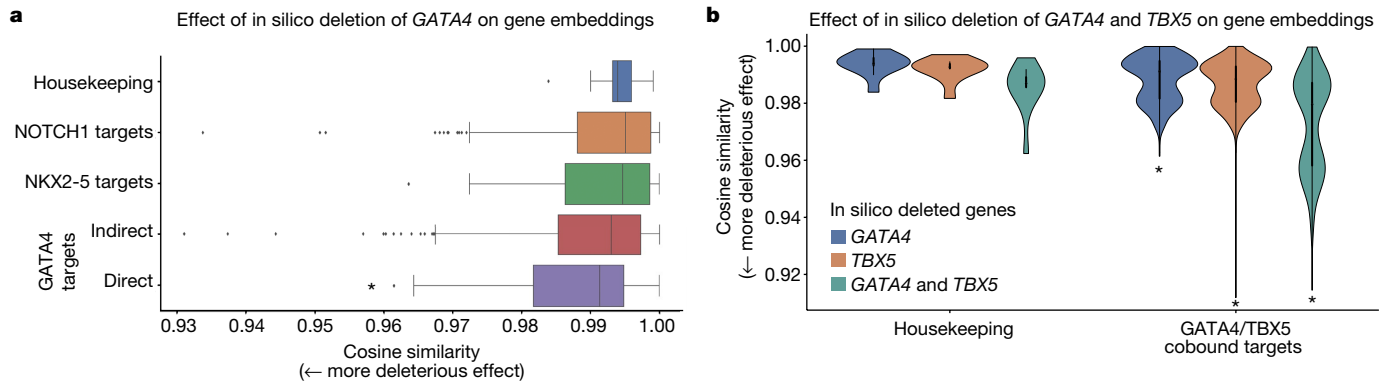 a
Effect of in silico deletion of GATA4 on gene embeddings
Housekeeping
NOTCH1 targets
NKX2-5 targets
GATA4
targets
Indirect
Direct
*
0.93 0.94 0.95 0.96 0.97 0.98 0.99 1.00
Cosine similarity
(← more deleterious effect)
b
Effect of in silico deletion of GATA4 and TBX5 on gene embeddings
Cosine similarity
(← more deleterious effect)
1.00
0.98
0.96
0.94
0.92
In silico deleted genes
GATA4
TBX5
GATA4 and TBX5
*
*
*
Housekeeping
GATA4/TBX5
cobound targets